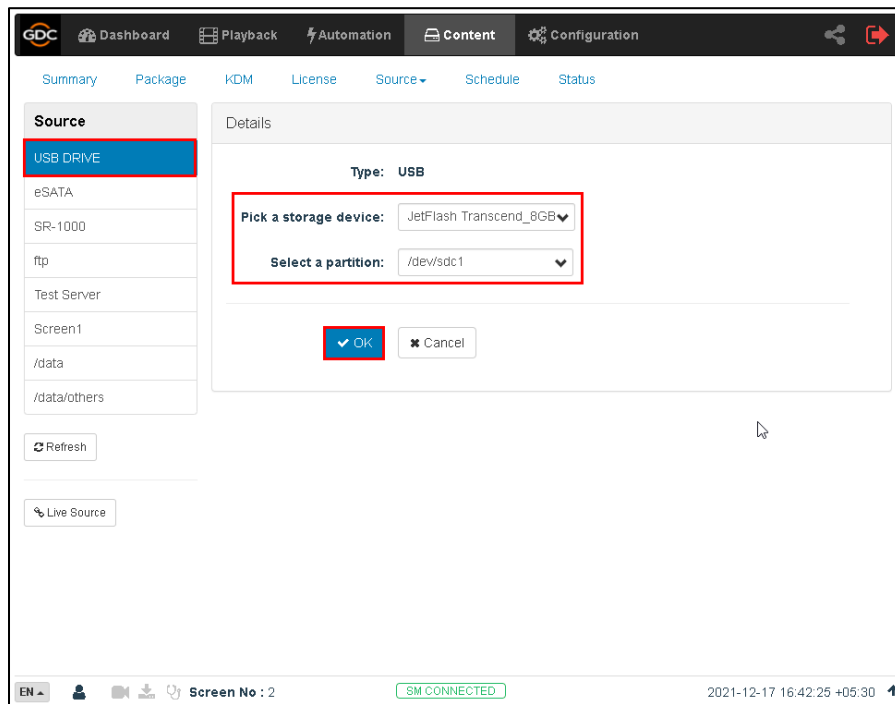 GDC Dashboard Playback Automation Content Configuration
Summary Package KDM License Source Schedule Status
Source
USB DRIVE
eSATA
SR-1000
ftp
Test Server
Screen1
/data
/data/others
Refresh
Live Source
Details
Type: USB
Pick a storage device: JetFlash Transcend_8GB
Select a partition: /dev/sdc1
OK Cancel
EN Screen No : 2 SM CONNECTED 2021-12-17 16:42:25 +05:30